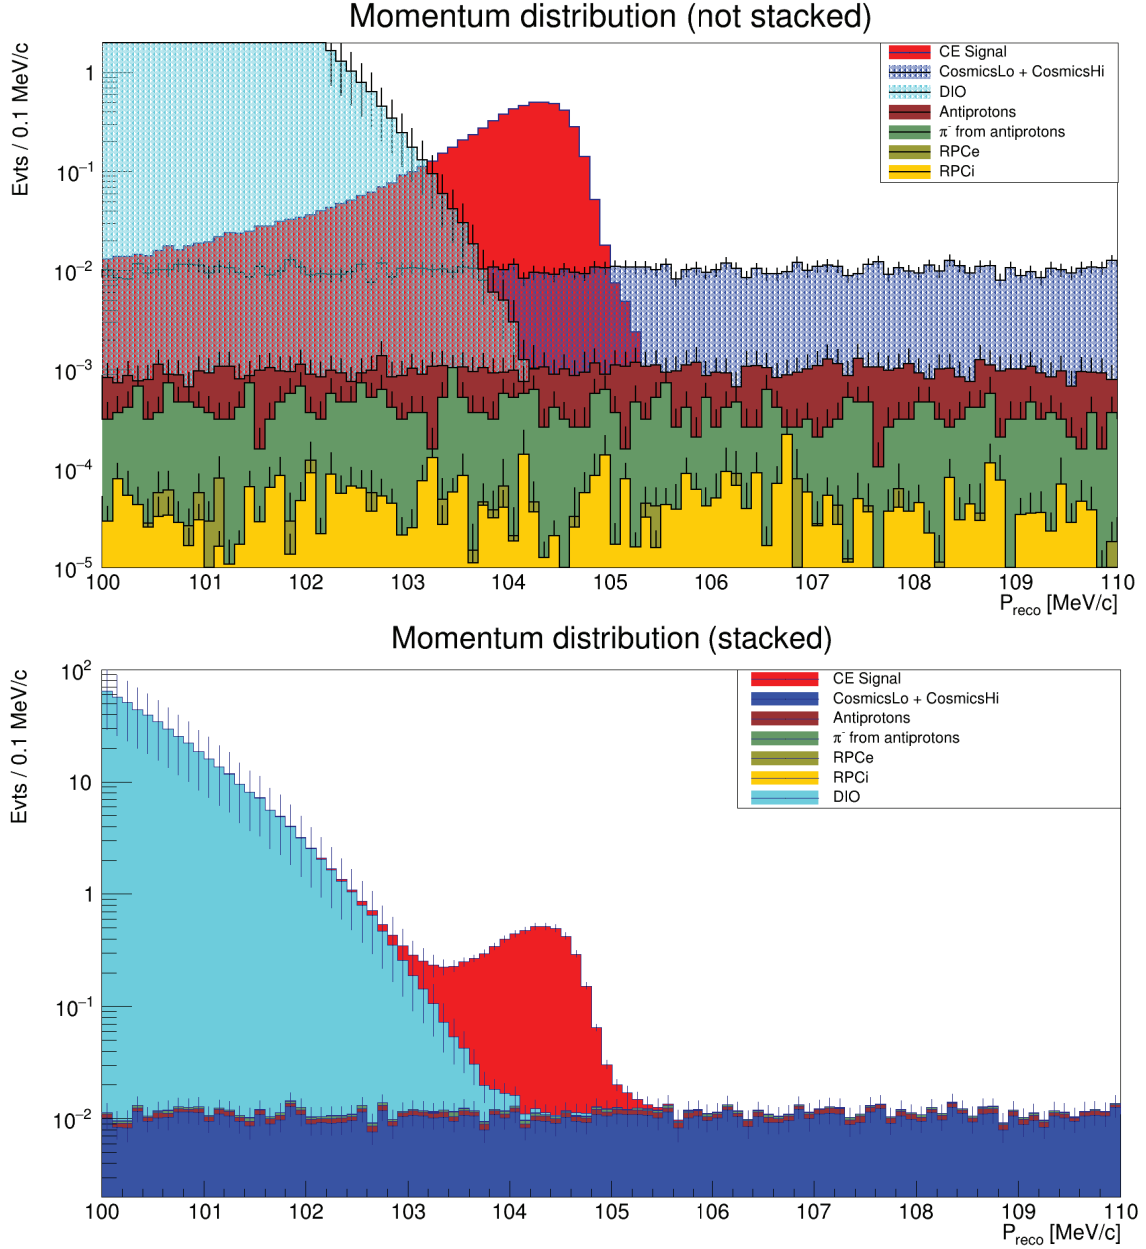 Momentum distribution (not stacked)
Evts / 0.1 MeV/c
1
10⁻¹
10⁻²
10⁻³
10⁻⁴
10⁻⁵
CE Signal
CosmicsLo + CosmicsHi
DIO
Antiprotons
π⁻ from antiprotons
RPCe
RPCi
100 101 102 103 104 105 106 107 108 109 110
P_reco [MeV/c]
Momentum distribution (stacked)
Evts / 0.1 MeV/c
10²
10
1
10⁻¹
10⁻²
CE Signal
CosmicsLo + CosmicsHi
Antiprotons
π⁻ from antiprotons
RPCe
RPCi
DIO
100 101 102 103 104 105 106 107 108 109 110
P_reco [MeV/c]